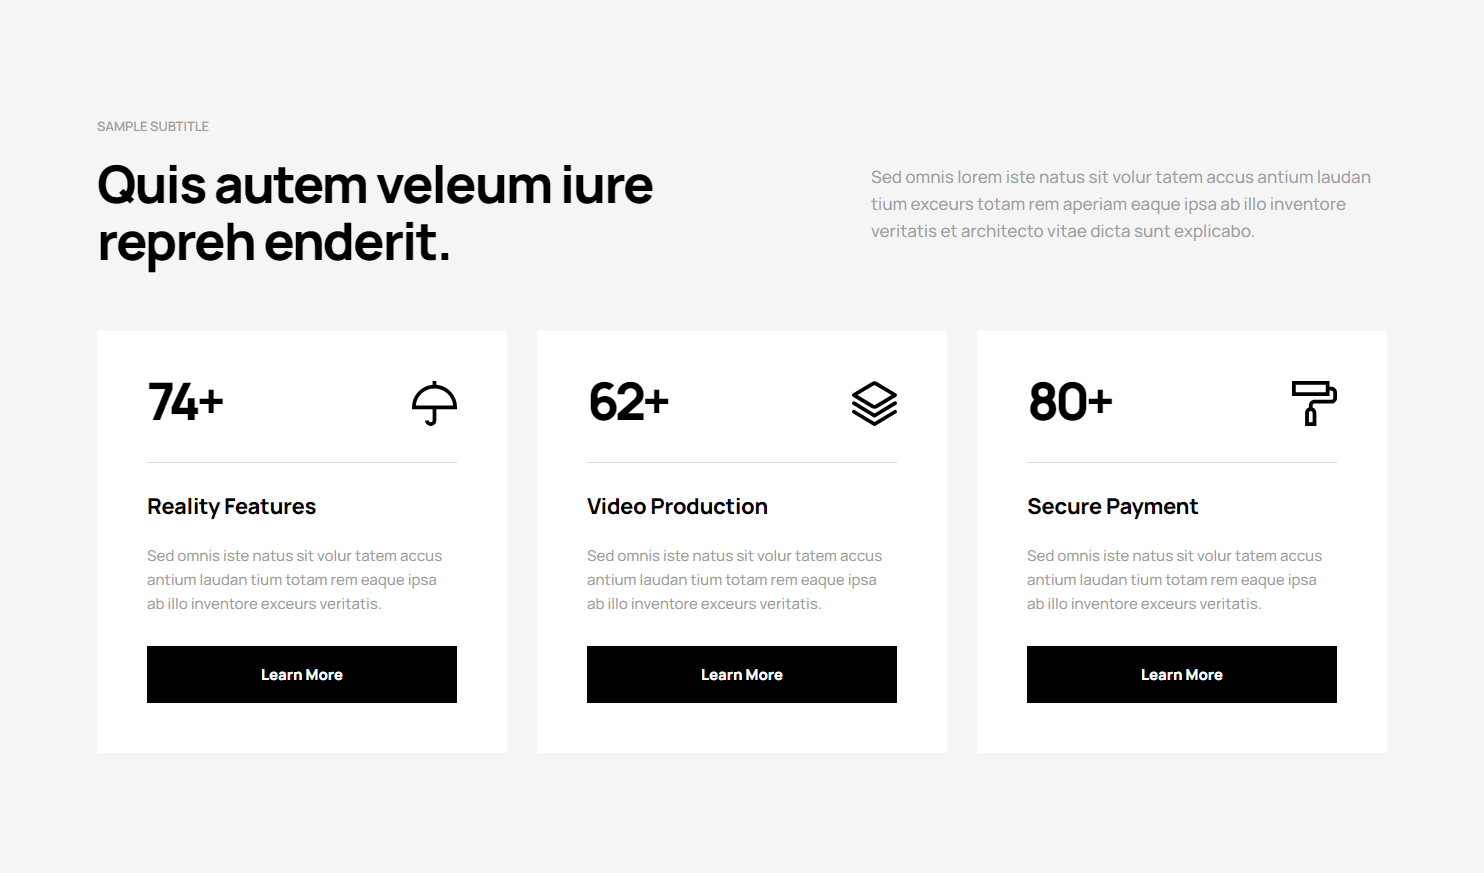 SAMPLE SUBTITLE
Quis autem veleum iure
repreh enderit.
Sed omnis lorem iste natus sit volur tatem accus antium laudan
tium exceurs totam rem aperiam eaque ipsa ab illo inventore
veritatis et architecto vitae dicta sunt explicabo.
74+
Reality Features
Sed omnis iste natus sit volur tatem accus
antium laudan tium totam rem eaque ipsa
ab illo inventore exceurs veritatis.
Learn More
62+
Video Production
Sed omnis iste natus sit volur tatem accus
antium laudan tium totam rem eaque ipsa
ab illo inventore exceurs veritatis.
Learn More
80+
Secure Payment
Sed omnis iste natus sit volur tatem accus
antium laudan tium totam rem eaque ipsa
ab illo inventore exceurs veritatis.
Learn More